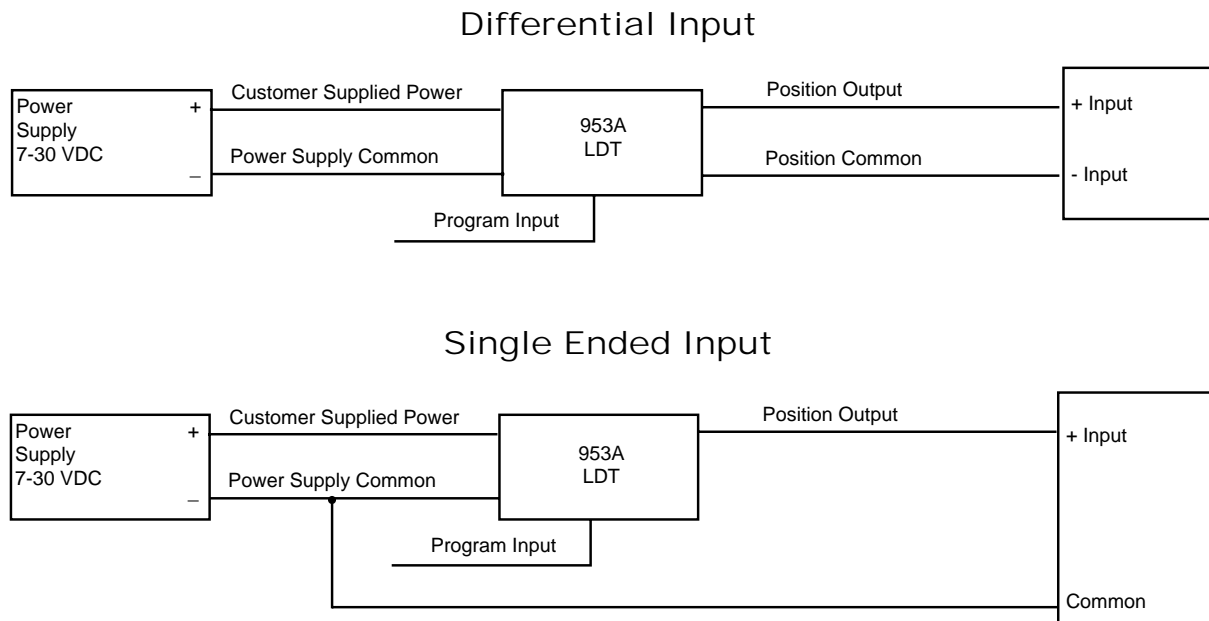 Differential Input
Power
Supply
7-30 VDC
+
_
Customer Supplied Power
Power Supply Common
953A
LDT
Program Input
Position Output
Position Common
+ Input
- Input
Single Ended Input
Power
Supply
7-30 VDC
+
_
Customer Supplied Power
Power Supply Common
953A
LDT
Program Input
Position Output
+ Input
Common